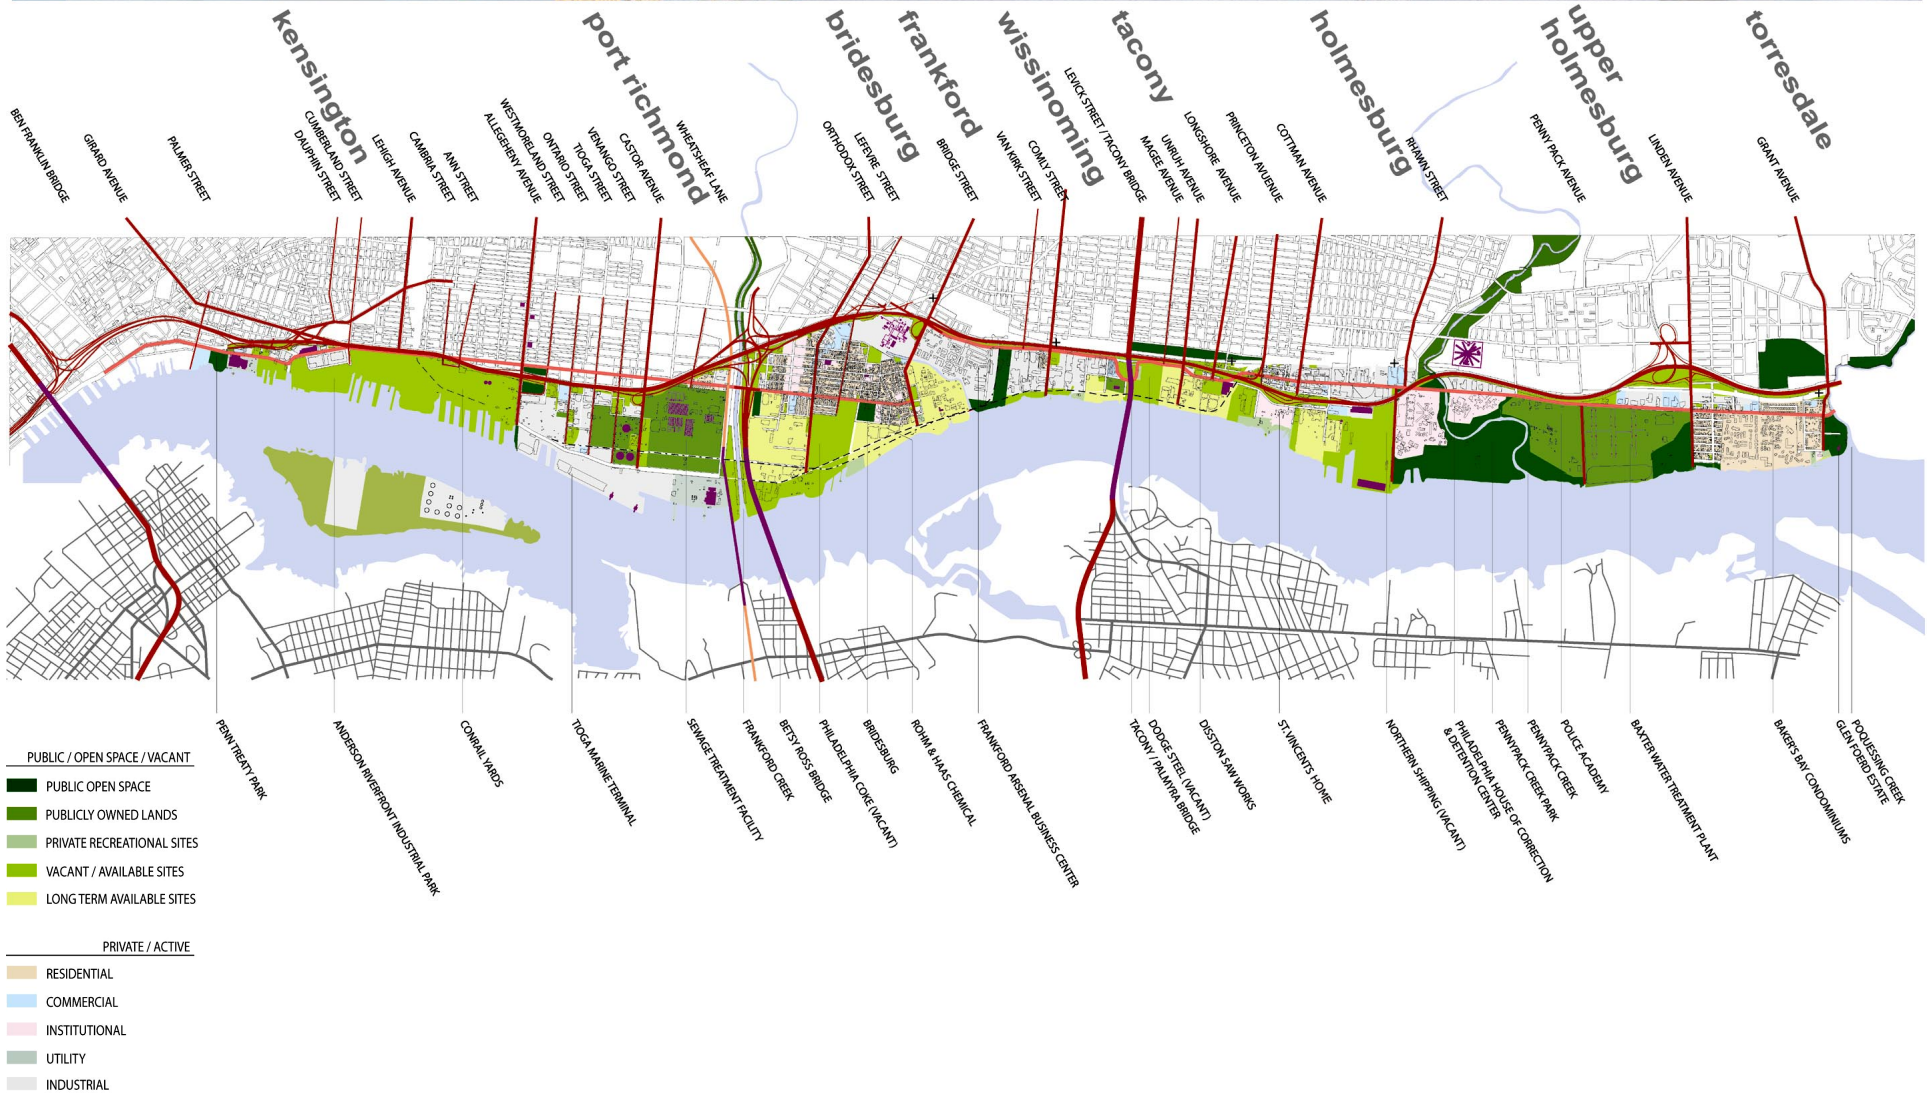 kensington
port richmond
bridesburg
frankford
wissinoming
tacony
holmesburg
upper
holmesburg
torresdale
BEN FRANKLIN BRIDGE
GIRARD AVENUE
PALMER STREET
DAUPHIN STREET
CUMBERLAND STREET
LEHIGH AVENUE
CAMBRIA STREET
ANN STREET
ALLEGEHENY AVENUE
WESTMORELAND STREET
ONTARIO STREET
TIOGA STREET
VENANGO STREET
CASTOR AVENUE
WHEATSHEAF LANE
ORTHODOX STREET
LEFEVRE STREET
BRIDGE STREET
VAN KIRK STREET
COMLY STREET
LEVICK STREET / TACONY BRIDGE
MAGEE AVENUE
UNRUH AVENUE
LONGSHORE AVENUE
PRINCETON AVUENUE
COTTMAN AVENUE
RHAWN STREET
PENNY PACK AVENUE
LINDEN AVENUE
GRANT AVENUE
PENN TREATY PARK
ANDERSON RIVERFRONT INDUSTRIAL PARK
CONRAIL YARDS
TIOGA MARINE TERMINAL
SEWAGE TREATMENT FACILITY
FRANKFORD CREEK
BETSY ROSS BRIDGE
PHILADELPHIA COKE (VACANT)
BRIDESBURG
ROHM & HAAS CHEMICAL
FRANKFORD ARSENAL BUSINESS CENTER
TACONY / PALMYRA BRIDGE
DODGE STEEL (VACANT)
DISSTON SAW WORKS
ST.VINCENTS HOME
NORTHERN SHIPPING (VACANT)
PHILADELPHIA HOUSE OF CORRECTION
& DETENTION CENTER
PENNYPACK CREEK PARK
PENNYPACK CREEK
POLICE ACADEMY
BAXTER WATER TREATMENT PLANT
BAKER'S BAY CONDOMINIUMS
GLEN FOERD ESTATE
POQUESSING CREEK
PUBLIC / OPEN SPACE / VACANT
PUBLIC OPEN SPACE
PUBLICLY OWNED LANDS
PRIVATE RECREATIONAL SITES
VACANT / AVAILABLE SITES
LONG TERM AVAILABLE SITES
PRIVATE / ACTIVE
RESIDENTIAL
COMMERCIAL
INSTITUTIONAL
UTILITY
INDUSTRIAL